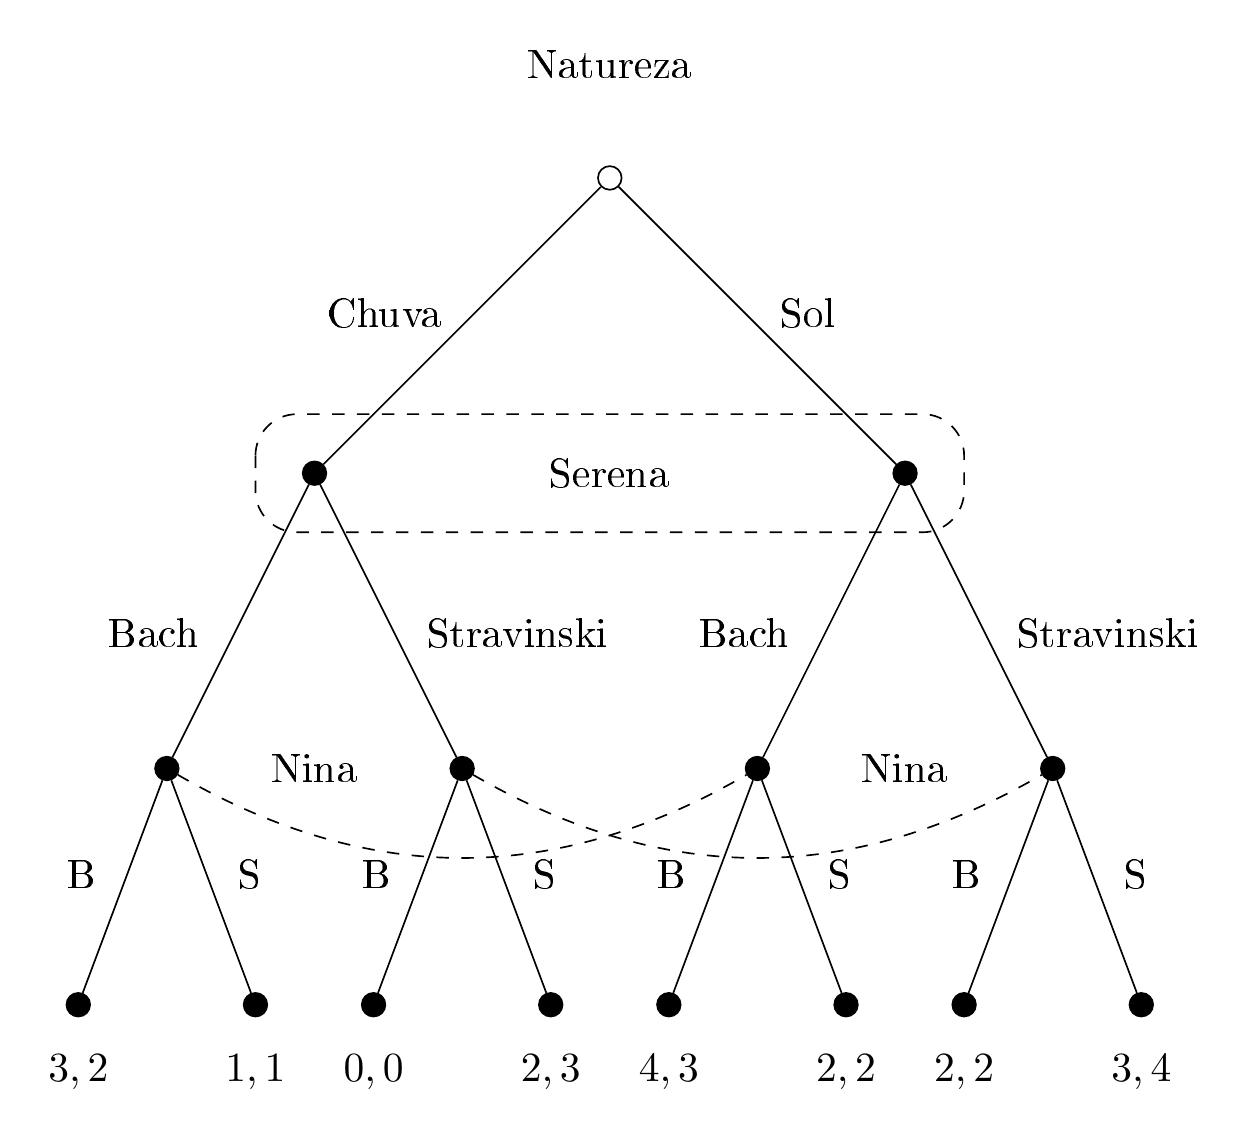 Natureza
Chuva Sol
Serena
Bach Stravinski Bach Stravinski
Nina Nina
B S B S B S B S
3, 2 1, 1 0, 0 2, 3 4, 3 2, 2 2, 2 3, 4